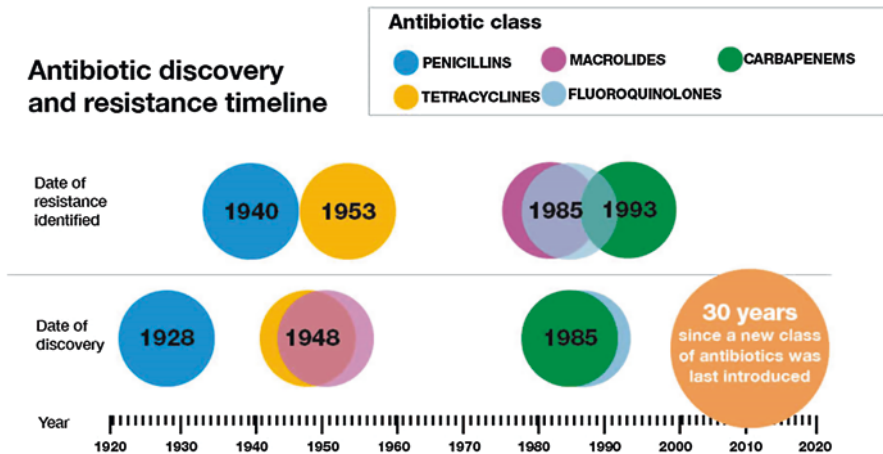 Antibiotic discovery
and resistance timeline
Antibiotic class
PENICILLINS
MACROLIDES
CARBAPENEMS
TETRACYCLINES
FLUOROQUINOLONES
Date of
resistance
identified
1940
1953
1985
1993
Date of
discovery
1928
1948
1985
30 years
since a new class
of antibiotics was
last introduced
Year
1920 1930 1940 1950 1960 1970 1980 1990 2000 2010 2020